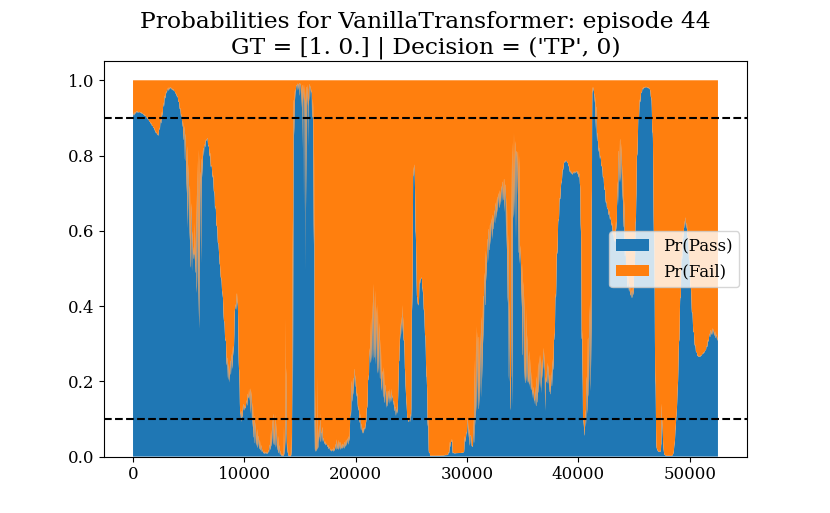 Probabilities for VanillaTransformer: episode 44
GT = [1. 0.] | Decision = ('TP', 0)
1.0
0.8
0.6
0.4
0.2
0.0
Pr(Pass)
Pr(Fail)
0 10000 20000 30000 40000 50000